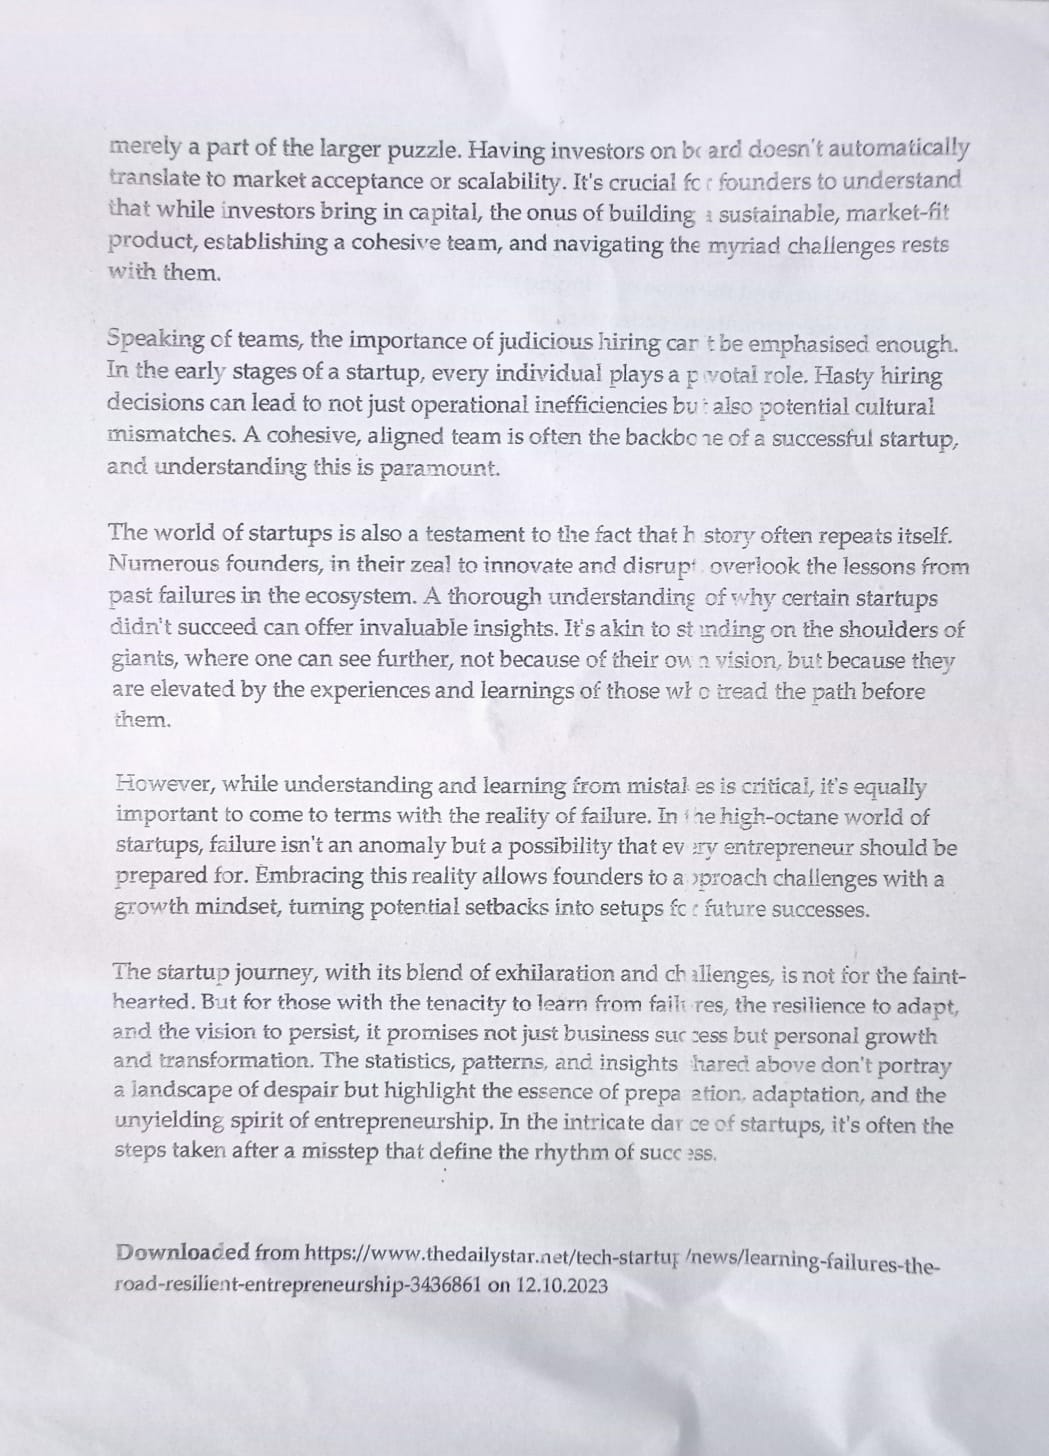 merely a part of the larger puzzle. Having investors on board doesn't automatically
translate to market acceptance or scalability. It's crucial for founders to understand
that while investors bring in capital, the onus of building a sustainable, market-fit
product, establishing a cohesive team, and navigating the myriad challenges rests
with them.
Speaking of teams, the importance of judicious hiring can't be emphasised enough.
In the early stages of a startup, every individual plays a pivotal role. Hasty hiring
decisions can lead to not just operational inefficiencies but also potential cultural
mismatches. A cohesive, aligned team is often the backbone of a successful startup,
and understanding this is paramount.
The world of startups is also a testament to the fact that history often repeats itself.
Numerous founders, in their zeal to innovate and disrupt, overlook the lessons from
past failures in the ecosystem. A thorough understanding of why certain startups
didn't succeed can offer invaluable insights. It's akin to standing on the shoulders of
giants, where one can see further, not because of their own vision, but because they
are elevated by the experiences and learnings of those who tread the path before
them.
However, while understanding and learning from mistakes is critical, it's equally
important to come to terms with the reality of failure. In the high-octane world of
startups, failure isn't an anomaly but a possibility that every entrepreneur should be
prepared for. Embracing this reality allows founders to approach challenges with a
growth mindset, turning potential setbacks into setups for future successes.
The startup journey, with its blend of exhilaration and challenges, is not for the faint-
hearted. But for those with the tenacity to learn from failures, the resilience to adapt,
and the vision to persist, it promises not just business success but personal growth
and transformation. The statistics, patterns, and insights shared above don't portray
a landscape of despair but highlight the essence of preparation, adaptation, and the
unyielding spirit of entrepreneurship. In the intricate dance of startups, it's often the
steps taken after a misstep that define the rhythm of success.
Downloaded from https://www.thedailystar.net/tech-startup/news/learning-failures-the-
road-resilient-entrepreneurship-3436861 on 12.10.2023